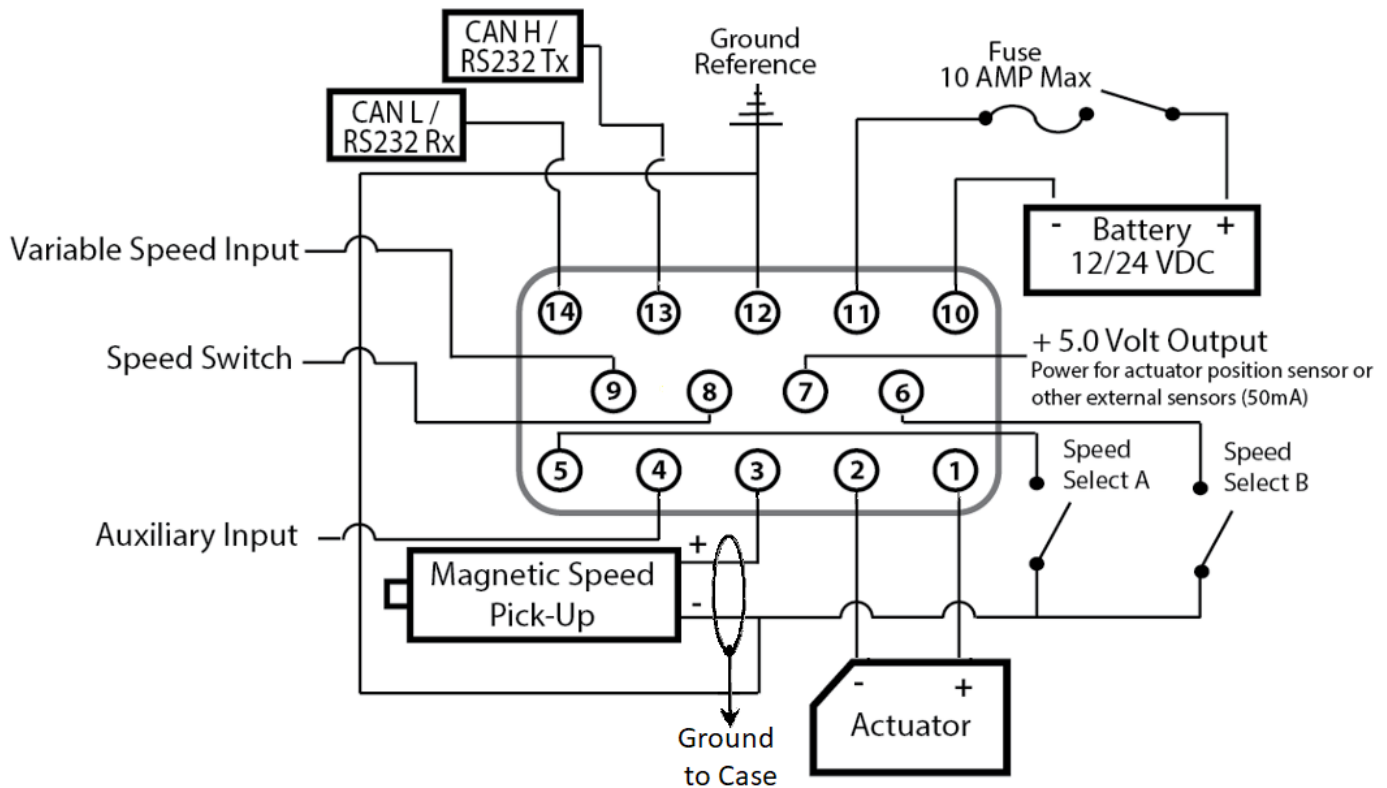 CAN H /
RS232 Tx
Ground
Reference
Fuse
10 AMP Max
CAN L /
RS232 Rx
- Battery +
12/24 VDC
Variable Speed Input
14 13 12 11 10
+ 5.0 Volt Output
Power for actuator position sensor or
other external sensors (50mA)
Speed Switch
9 8 7 6
Speed
Select A
Speed
Select B
5 4 3 2 1
Auxiliary Input
+
Magnetic Speed
Pick-Up
-
- +
Actuator
Ground
to Case